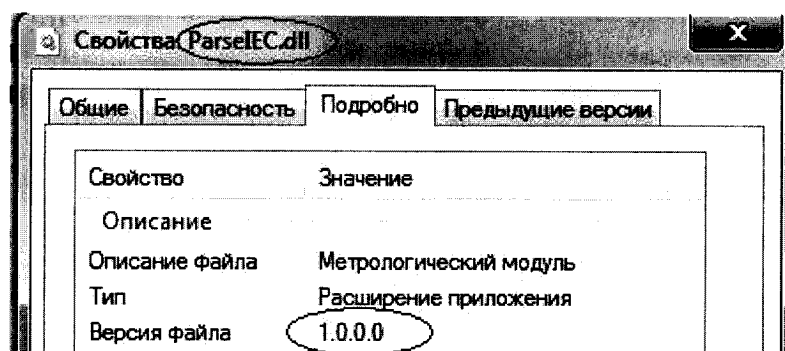 Свойства: ParseIEC.dll
Общие Безопасность Подробно Предыдущие версии
Свойство Значение
Описание
Описание файла Метрологический модуль
Тип Расширение приложения
Версия файла 1.0.0.0